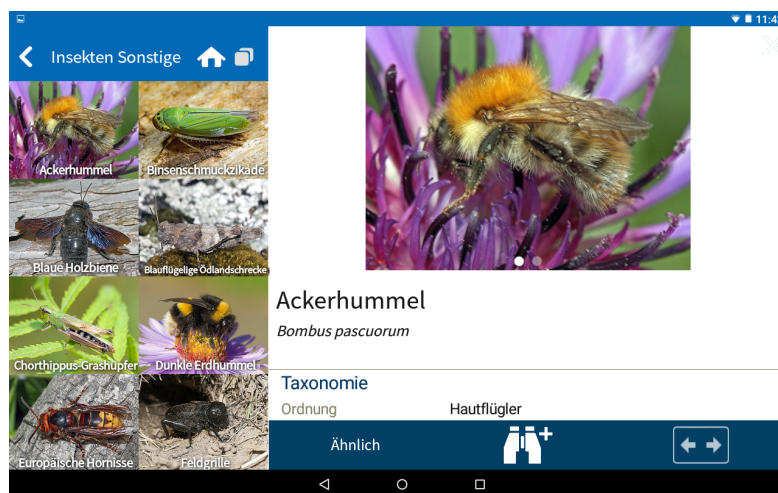 11:4
Insekten Sonstige
Ackerhummel
Binsenschmuckzikade
Blaue Holzbiene
Blauflügelige Ödlandschrecke
Chorthippus-Grashüpfer
Dunkle Erdhummel
Europäische Hornisse
Feldgrille
Ackerhummel
Bombus pascuorum
Taxonomie
Ordnung Hautflügler
Ähnlich